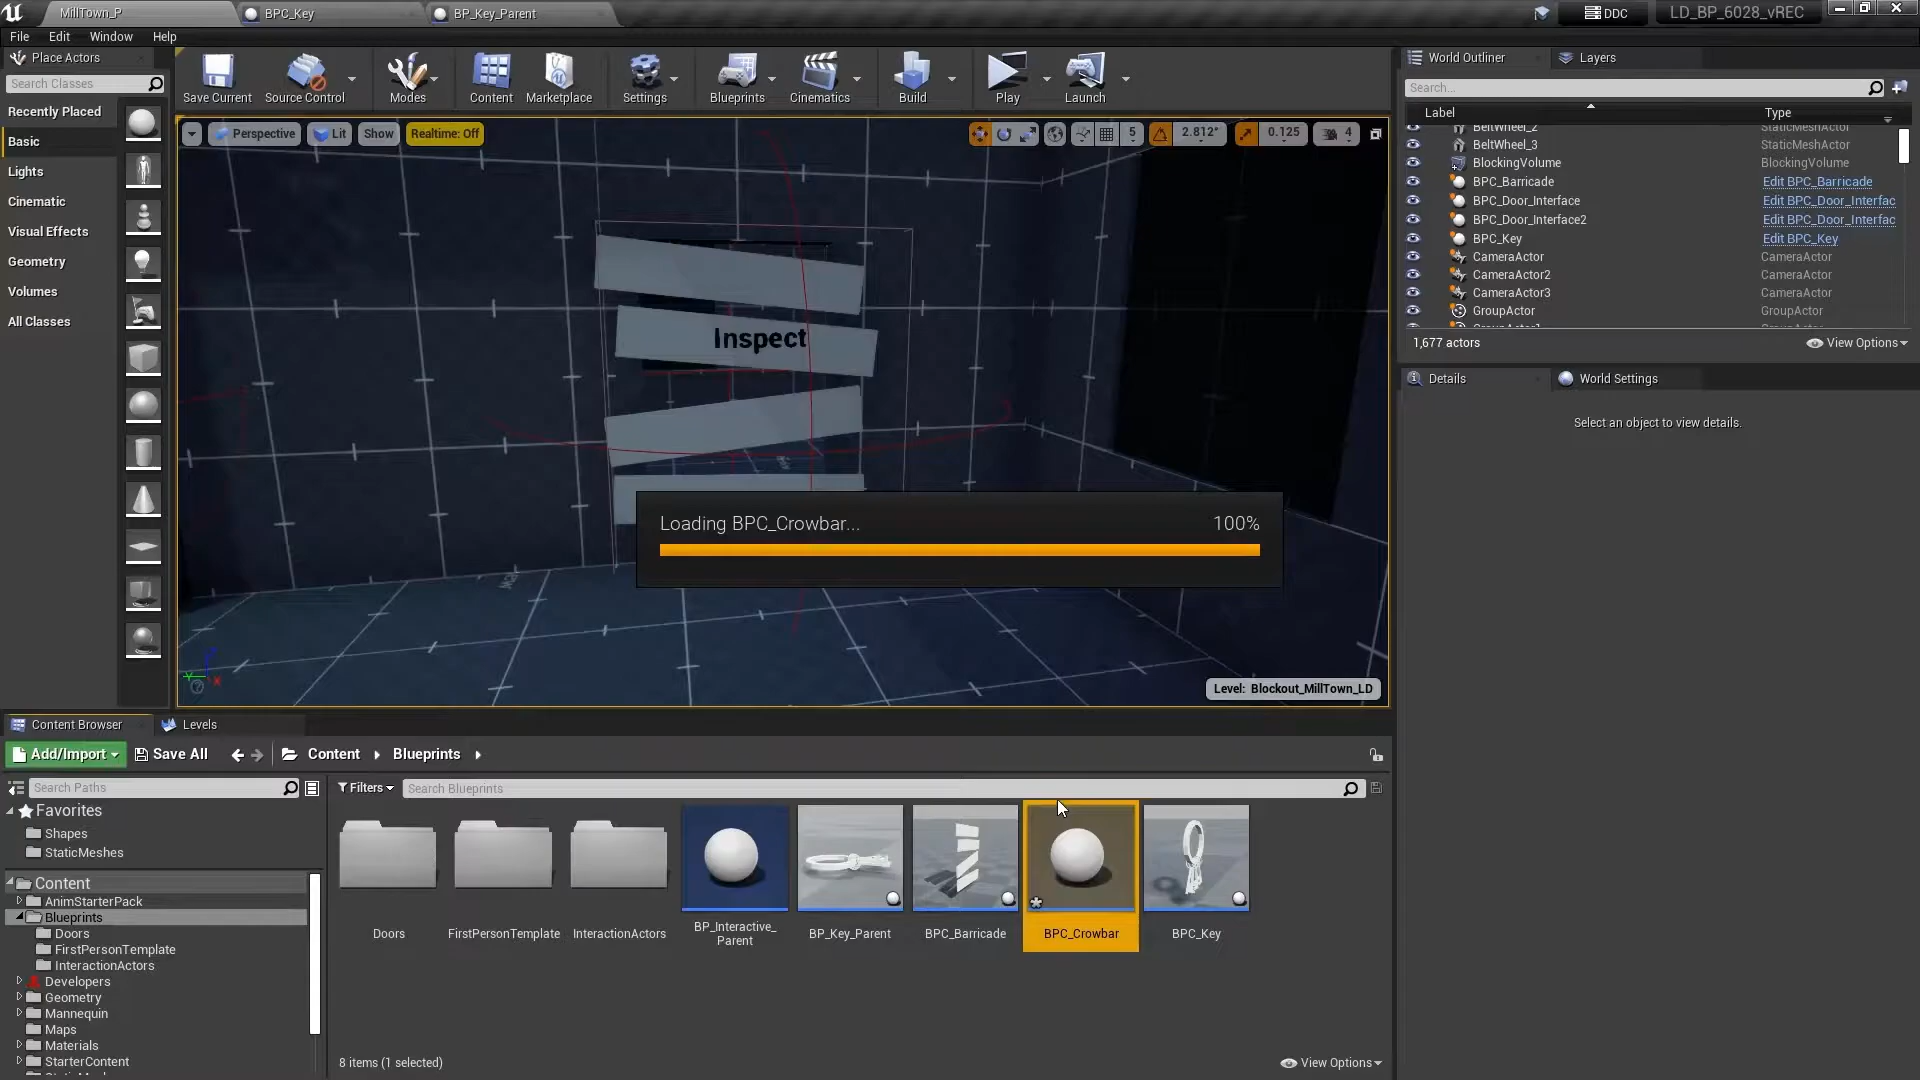 MillTown_P
BPC_Key
BP_Key_Parent
DDC
LD_BP_6028_vREC
File Edit Window Help
Place Actors
Search Classes
Recently Placed
Basic
Lights
Cinematic
Visual Effects
Geometry
Volumes
All Classes
Save Current
Source Control
Modes
Content
Marketplace
Settings
Blueprints
Cinematics
Build
Play
Launch
Perspective
Lit
Show
Realtime: Off
5
2.812°
0.125
4
Inspect
Loading BPC_Crowbar... 100%
Level: Blockout_MillTown_LD
World Outliner
Layers
Search...
Label Type
BeltWheel_2 StaticMeshActor
BeltWheel_3 StaticMeshActor
BlockingVolume BlockingVolume
BPC_Barricade Edit BPC_Barricade
BPC_Door_Interface Edit BPC_Door_Interfac
BPC_Door_Interface2 Edit BPC_Door_Interfac
BPC_Key Edit BPC_Key
CameraActor CameraActor
CameraActor2 CameraActor
CameraActor3 CameraActor
GroupActor GroupActor
1,677 actors
View Options
Details
World Settings
Select an object to view details.
Content Browser
Levels
Add/Import
Save All
Content
Blueprints
Search Paths
Filters
Search Blueprints
Favorites
Shapes
StaticMeshes
Content
AnimStarterPack
Blueprints
Doors
FirstPersonTemplate
InteractionActors
Developers
Geometry
Mannequin
Maps
Materials
StarterContent
Doors
FirstPersonTemplate
InteractionActors
BP_Interactive_
Parent
BP_Key_Parent
BPC_Barricade
BPC_Crowbar
BPC_Key
8 items (1 selected)
View Options